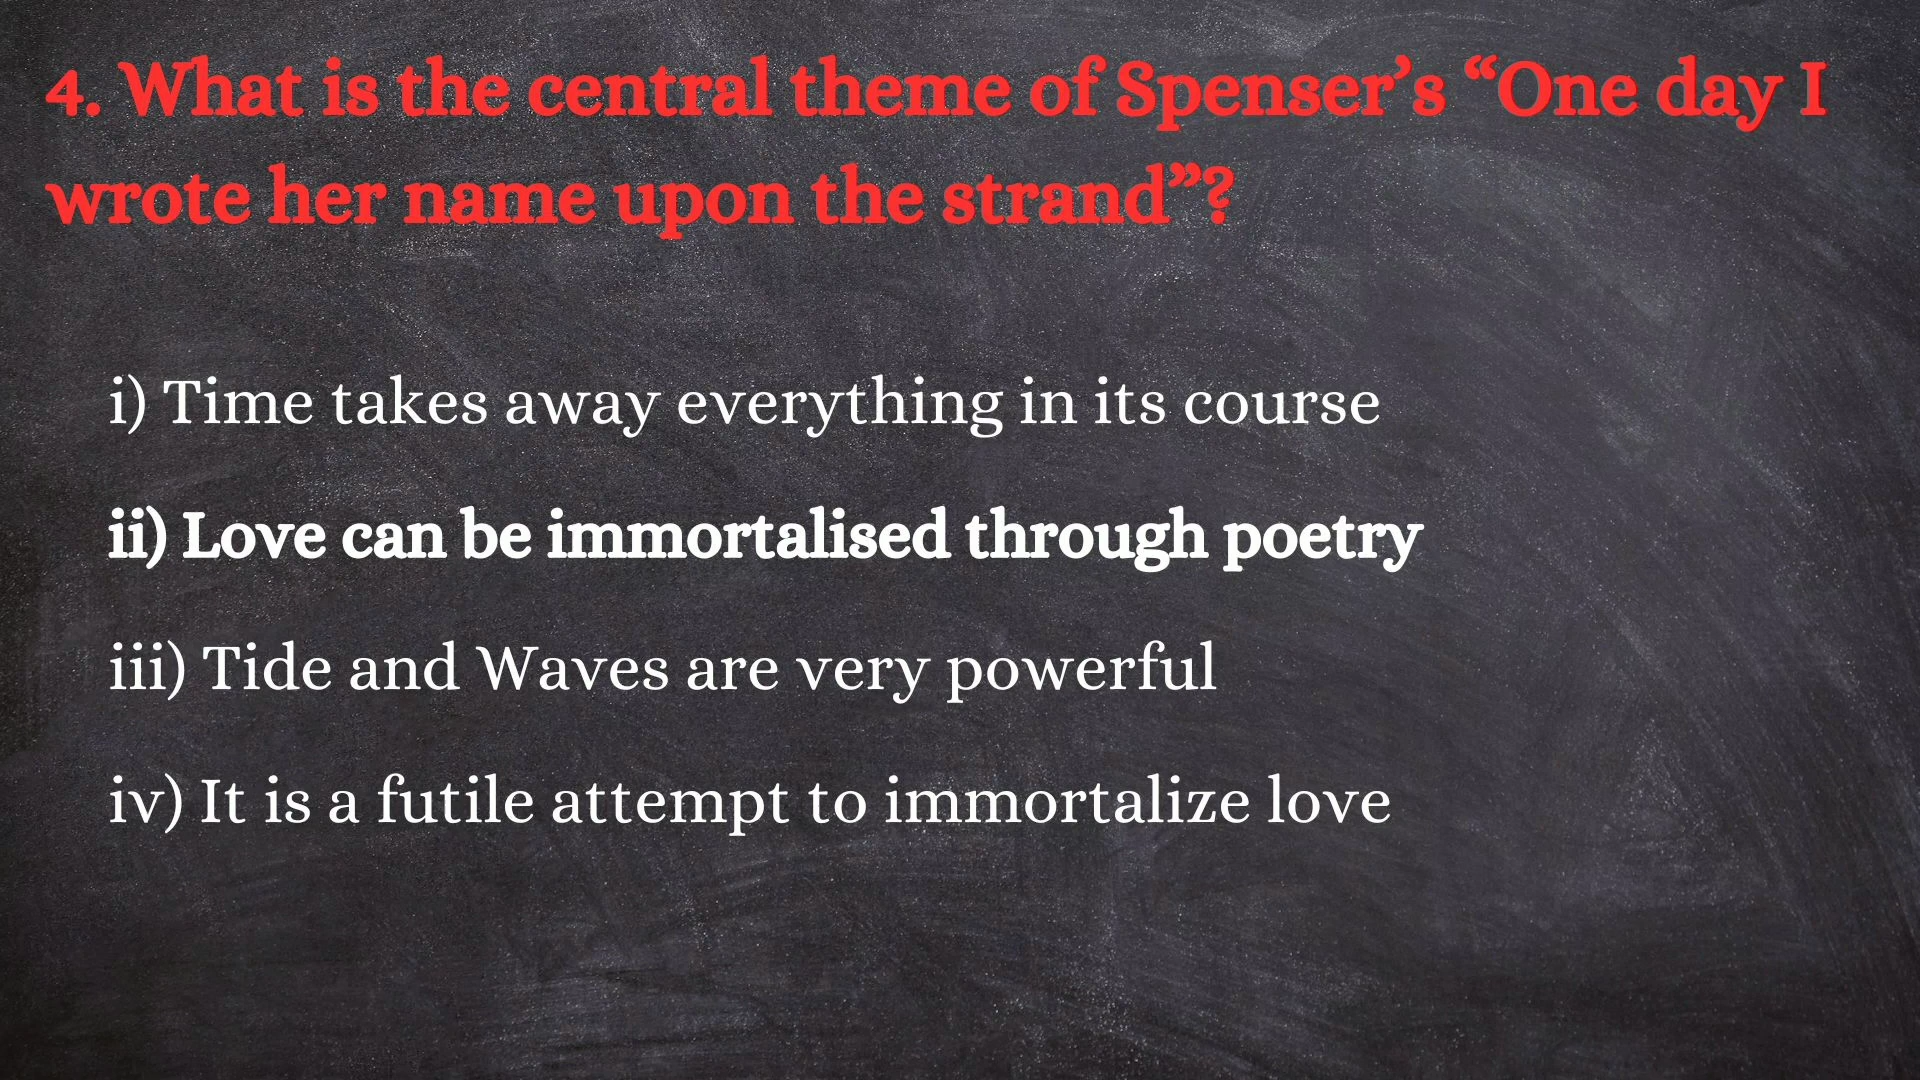 4. What is the central theme of Spenser’s “One day I
wrote her name upon the strand”?
i) Time takes away everything in its course
ii) Love can be immortalised through poetry
iii) Tide and Waves are very powerful
iv) It is a futile attempt to immortalize love